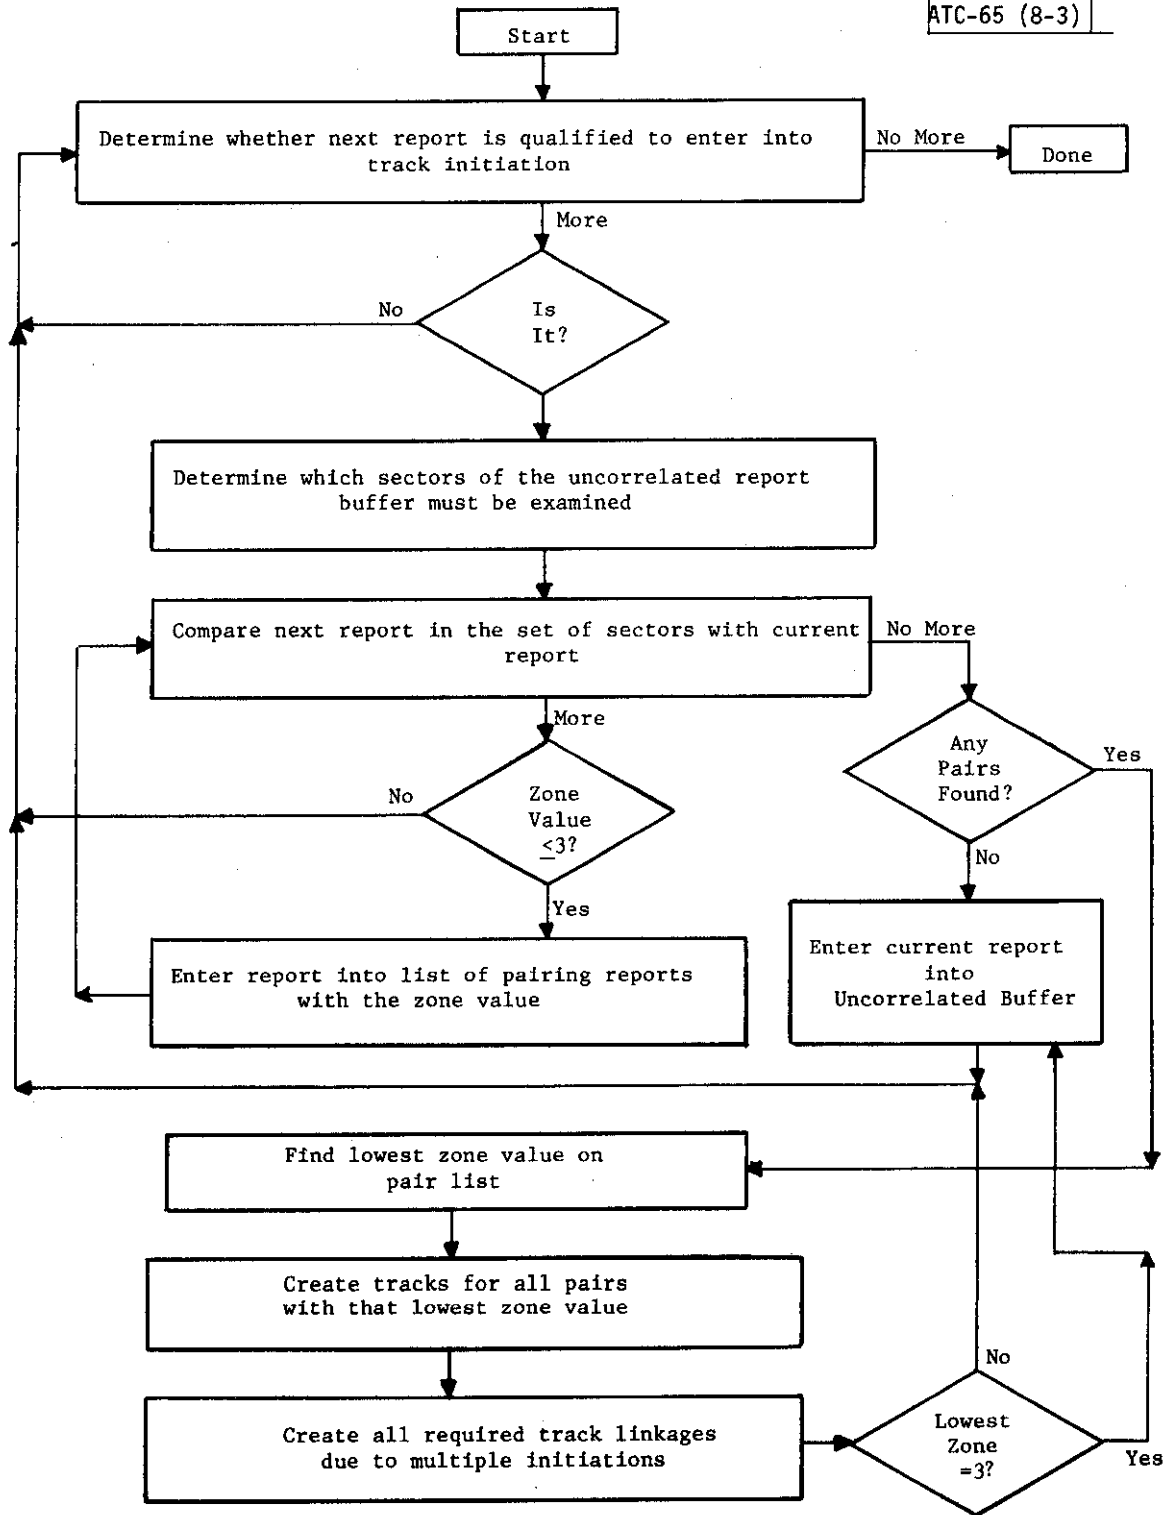 ATC-65 (8-3)
Start
Determine whether next report is qualified to enter into
track initiation
No More
Done
More
Is
It?
No
Determine which sectors of the uncorrelated report
buffer must be examined
Compare next report in the set of sectors with current
report
No More
More
Any
Pairs
Found?
Yes
No
Zone
Value
<3?
No
Yes
Enter report into list of pairing reports
with the zone value
Enter current report
into
Uncorrelated Buffer
Find lowest zone value on
pair list
Create tracks for all pairs
with that lowest zone value
Create all required track linkages
due to multiple initiations
No
Lowest
Zone
=3?
Yes